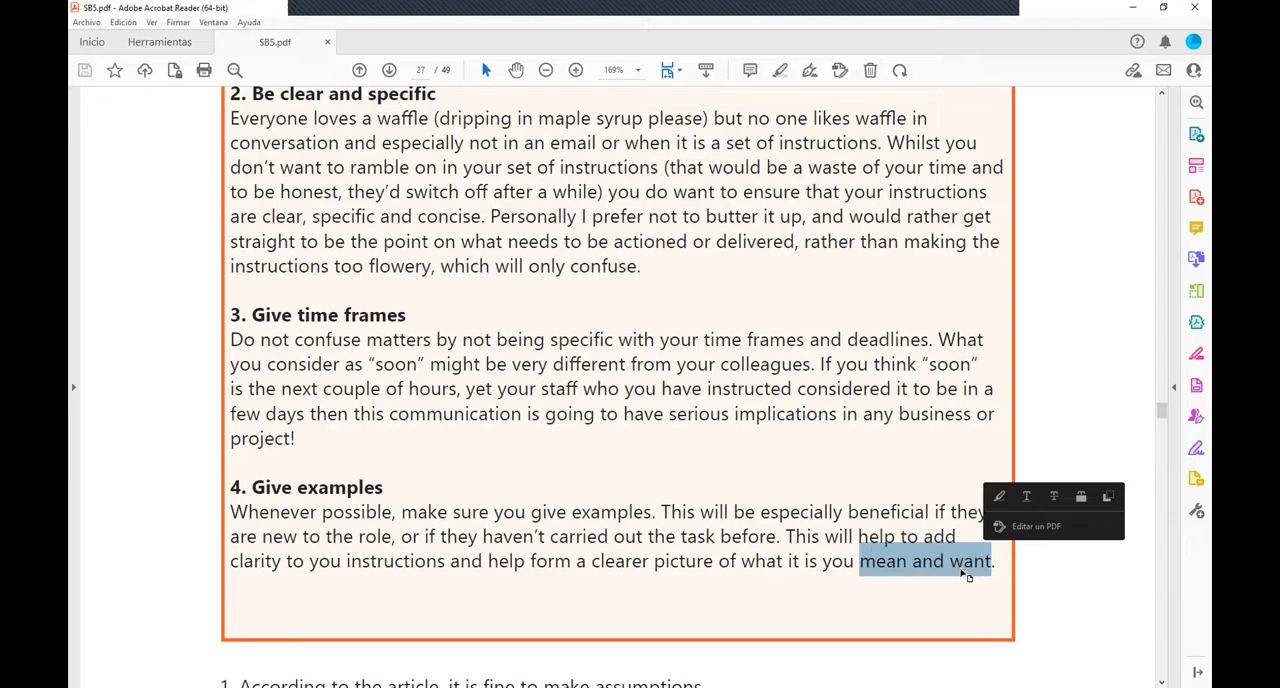 SB5.pdf - Adobe Acrobat Reader (64-bit)
Archivo Edición Ver Firmar Ventana Ayuda
Inicio Herramientas SB5.pdf
27 / 49 169%
2. Be clear and specific
Everyone loves a waffle (dripping in maple syrup please) but no one likes waffle in
conversation and especially not in an email or when it is a set of instructions. Whilst you
don’t want to ramble on in your set of instructions (that would be a waste of your time and
to be honest, they’d switch off after a while) you do want to ensure that your instructions
are clear, specific and concise. Personally I prefer not to butter it up, and would rather get
straight to be the point on what needs to be actioned or delivered, rather than making the
instructions too flowery, which will only confuse.
3. Give time frames
Do not confuse matters by not being specific with your time frames and deadlines. What
you consider as “soon” might be very different from your colleagues. If you think “soon”
is the next couple of hours, yet your staff who you have instructed considered it to be in a
few days then this communication is going to have serious implications in any business or
project!
4. Give examples
Whenever possible, make sure you give examples. This will be especially beneficial if they
are new to the role, or if they haven’t carried out the task before. This will help to add
Editar un PDF
clarity to you instructions and help form a clearer picture of what it is you mean and want.
1. According to the article, it is fine to make assumptions.